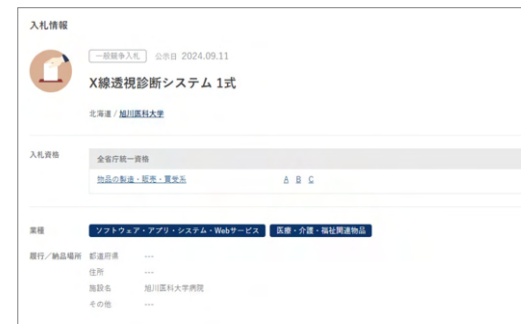 入札情報
一般競争入札 公示日 2024.09.11
X線透視診断システム 1式
北海道 / 旭川医科大学
入札資格
全省庁統一資格
物品の製造・販売・買受系 A B C
業種 ソフトウェア・アプリ・システム・Webサービス 医療・介護・福祉関連物品
履行／納品場所 都道府県 ---
住所 ---
施設名 旭川医科大学病院
その他 ---